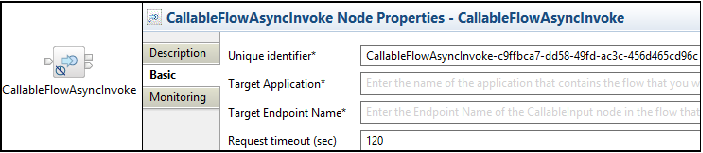 CallableFlowAsyncInvoke Node Properties - CallableFlowAsyncInvoke
Description
Unique identifier*
CallableFlowAsyncInvoke-c9ffbca7-dd58-49fd-ac3c-456d465cd96c
Basic
Target Application*
Enter the name of the application that contains the flow that you w
CallableFlowAsyncInvoke
Monitoring
Target Endpoint Name*
Enter the Endpoint Name of the Callable Input node in the flow that
Request timeout (sec)
120